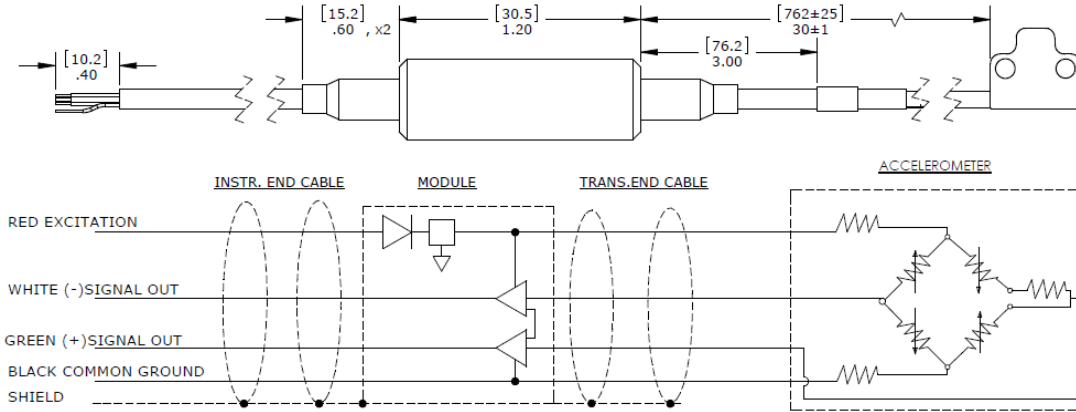 [15.2]
.60 , x2
[30.5]
1.20
[762±25]
30±1
[10.2]
.40
[76.2]
3.00
ACCELEROMETER
INSTR. END CABLE
MODULE
TRANS.END CABLE
RED EXCITATION
WHITE (-)SIGNAL OUT
GREEN (+)SIGNAL OUT
BLACK COMMON GROUND
SHIELD